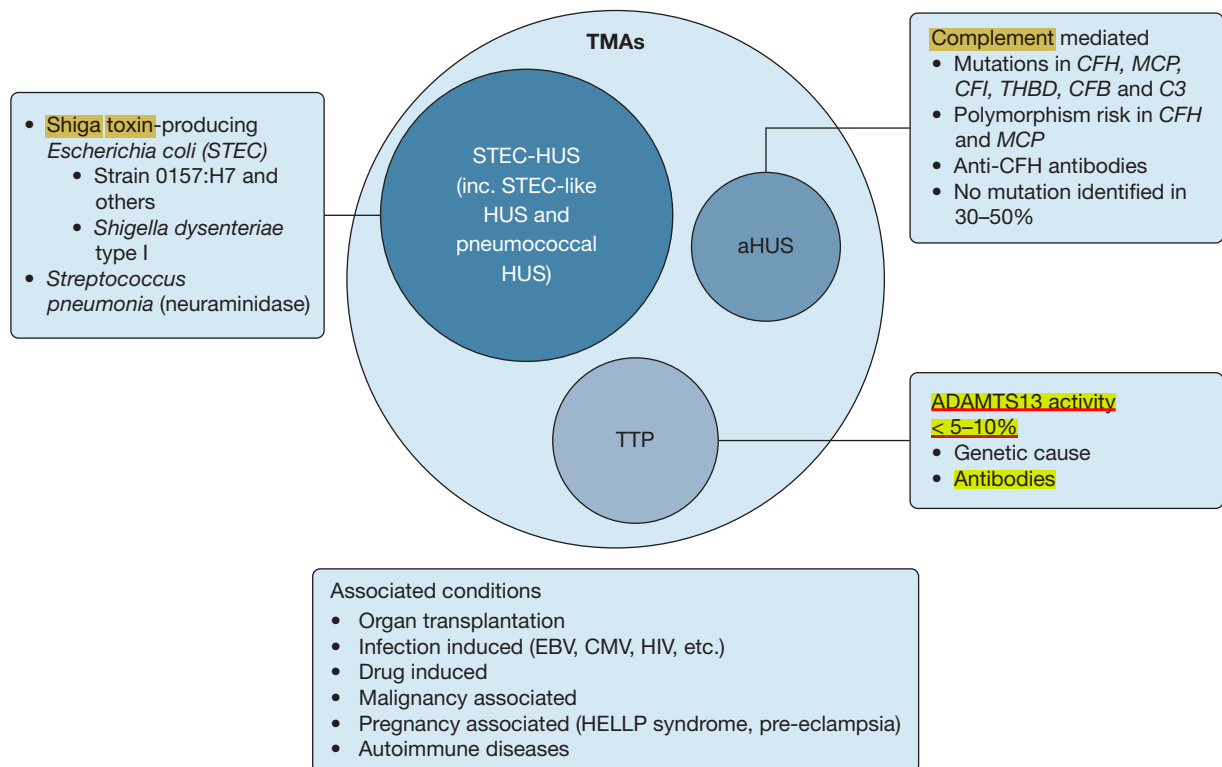 TMAs
• Shiga toxin-producing
Escherichia coli (STEC)
• Strain 0157:H7 and
others
• Shigella dysenteriae
type I
• Streptococcus
pneumonia (neuraminidase)
STEC-HUS
(inc. STEC-like
HUS and
pneumococcal
HUS)
aHUS
TTP
Complement mediated
• Mutations in CFH, MCP,
CFI, THBD, CFB and C3
• Polymorphism risk in CFH
and MCP
• Anti-CFH antibodies
• No mutation identified in
30–50%
ADAMTS13 activity
< 5–10%
• Genetic cause
• Antibodies
Associated conditions
• Organ transplantation
• Infection induced (EBV, CMV, HIV, etc.)
• Drug induced
• Malignancy associated
• Pregnancy associated (HELLP syndrome, pre-eclampsia)
• Autoimmune diseases